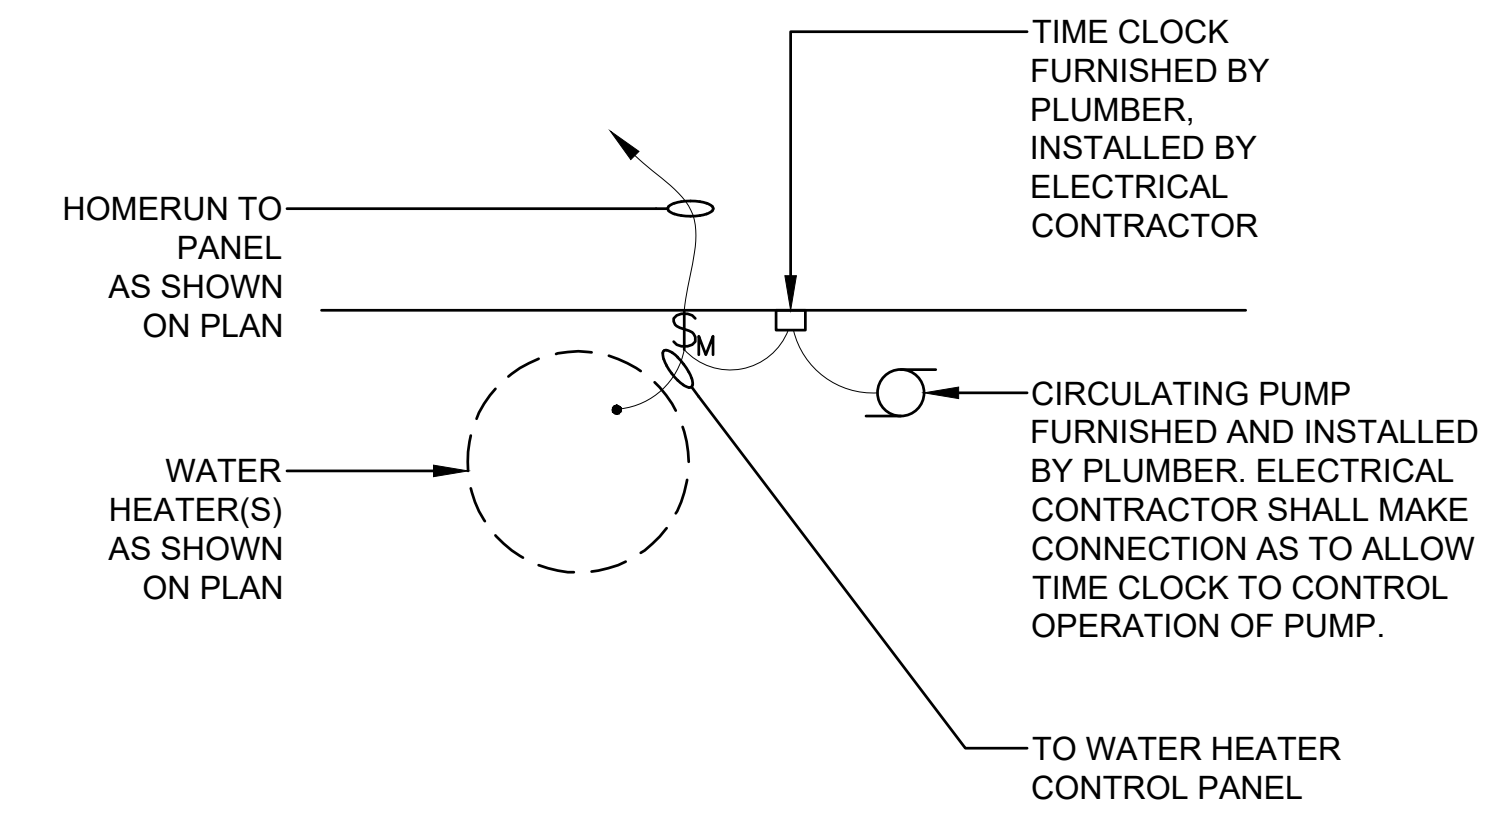 TIME CLOCK
FURNISHED BY
PLUMBER,
INSTALLED BY
ELECTRICAL
CONTRACTOR
HOMERUN TO
PANEL
AS SHOWN
ON PLAN
$M
CIRCULATING PUMP
FURNISHED AND INSTALLED
BY PLUMBER. ELECTRICAL
CONTRACTOR SHALL MAKE
CONNECTION AS TO ALLOW
TIME CLOCK TO CONTROL
OPERATION OF PUMP.
WATER
HEATER(S)
AS SHOWN
ON PLAN
TO WATER HEATER
CONTROL PANEL